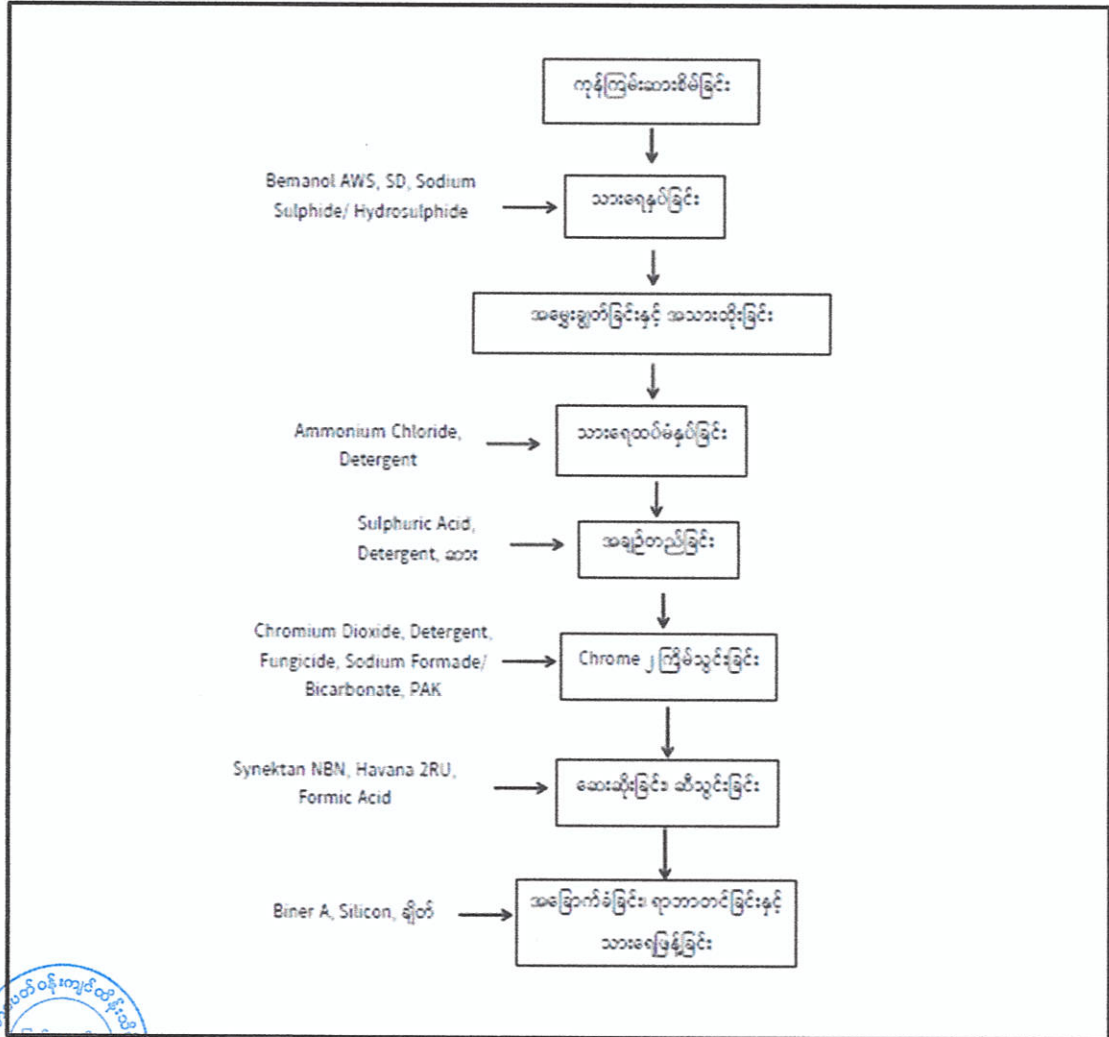 ကုန်ကြမ်းဆားစိမ်ခြင်း
Bemanol AWS, SD, Sodium
Sulphide/ Hydrosulphide
သားရေနှပ်ခြင်း
အမွှေးချွတ်ခြင်းနှင့် အသားထိုးခြင်း
Ammonium Chloride,
Detergent
သားရေထပ်မံနှပ်ခြင်း
Sulphuric Acid,
Detergent, ဆား
အချဉ်တည်ခြင်း
Chromium Dioxide, Detergent,
Fungicide, Sodium Formade/
Bicarbonate, PAK
Chrome ၂ ကြိမ်သွင်းခြင်း
Synektan NBN, Havana 2RU,
Formic Acid
ဆေးဆိုးခြင်း၊ ဆီသွင်းခြင်း
Biner A, Silicon, ချိတ်
အခြောက်ခံခြင်း၊ ရာဘာတင်ခြင်းနှင့်
သားရေဖြန့်ခြင်း